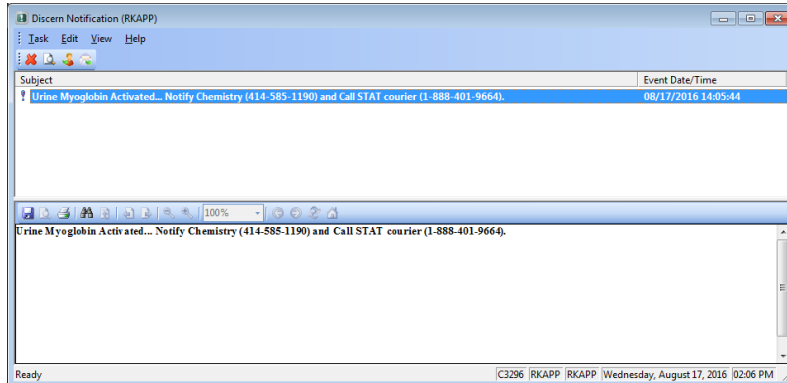 Discern Notification (RKAPP)
Task Edit View Help
Subject Event Date/Time
Urine Myoglobin Activated... Notify Chemistry (414-585-1190) and Call STAT courier (1-888-401-9664). 08/17/2016 14:05:44
100%
Urine Myoglobin Activated... Notify Chemistry (414-585-1190) and Call STAT courier (1-888-401-9664).
Ready C3296 RKAPP RKAPP Wednesday, August 17, 2016 02:06 PM